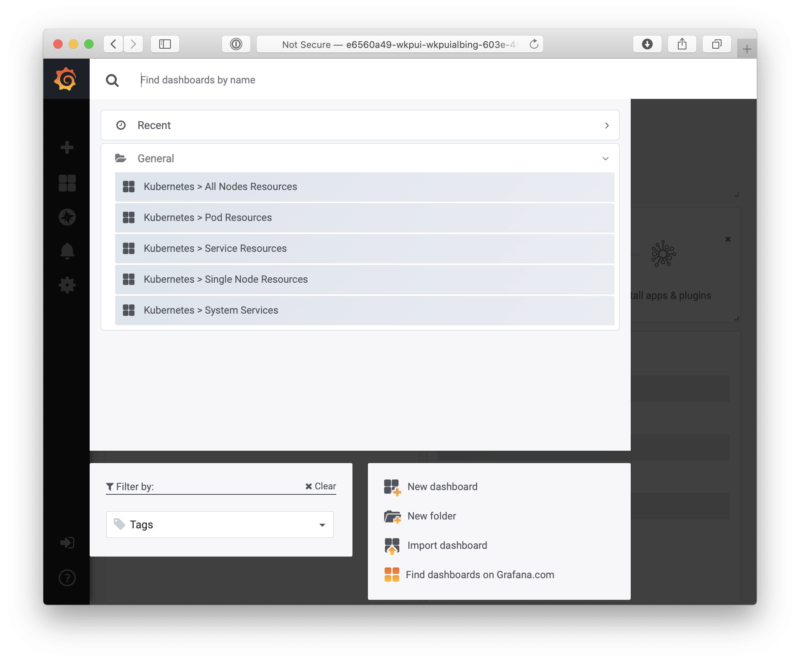 Not Secure — e6560a49-wkpui-wkpuialbing-603e-4
Find dashboards by name
Recent
General
Kubernetes > All Nodes Resources
Kubernetes > Pod Resources
Kubernetes > Service Resources
Kubernetes > Single Node Resources
Kubernetes > System Services
tall apps & plugins
Filter by:
Clear
Tags
New dashboard
New folder
Import dashboard
Find dashboards on Grafana.com